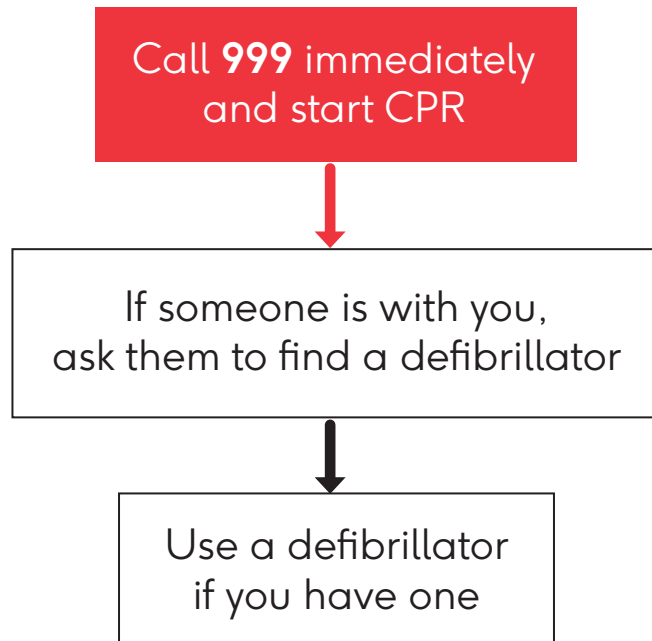 Call 999 immediately
and start CPR
If someone is with you,
ask them to find a defibrillator
Use a defibrillator
if you have one